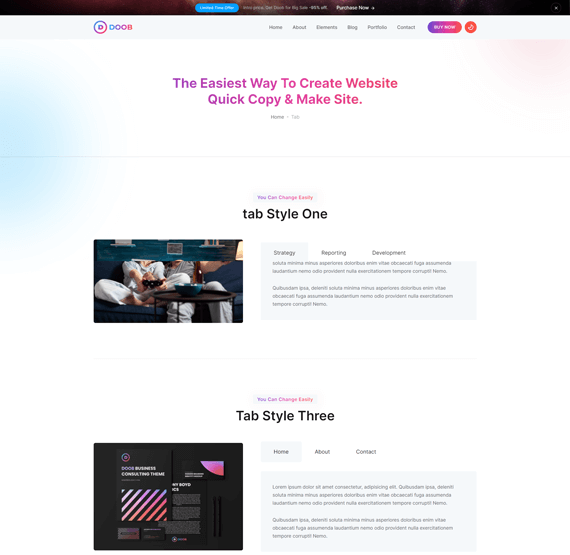 Limited Time Offer
Intro price. Get Doob for Big Sale -95% off.
Purchase Now
DOOB
Home
About
Elements
Blog
Portfolio
Contact
BUY NOW
The Easiest Way To Create Website
Quick Copy & Make Site.
Home
Tab
You Can Change Easily
tab Style One
Strategy
Reporting
Development
soluta minima minus asperiores doloribus enim vitae
obcaecati fuga assumenda
laudantium nemo odio provident nulla exercitationem
tempore corrupti! Nemo.
Quibusdam ipsa, deleniti soluta minima minus asperiores doloribus enim vitae
obcaecati fuga assumenda laudantium nemo odio provident nulla exercitationem
tempore corrupti! Nemo.
You Can Change Easily
Tab Style Three
DOOB BUSINESS
CONSULTING THEME
DOOB
Home
About
Contact
Lorem ipsum dolor sit amet consectetur, adipisicing elit. Quibusdam ipsa, deleniti
soluta minima minus asperiores doloribus enim vitae obcaecati fuga assumenda
laudantium nemo odio provident nulla exercitationem tempore corrupti! Nemo.
Quibusdam ipsa, deleniti soluta minima minus asperiores doloribus enim vitae
obcaecati fuga assumenda laudantium nemo odio provident nulla exercitationem
tempore corrupti! Nemo.